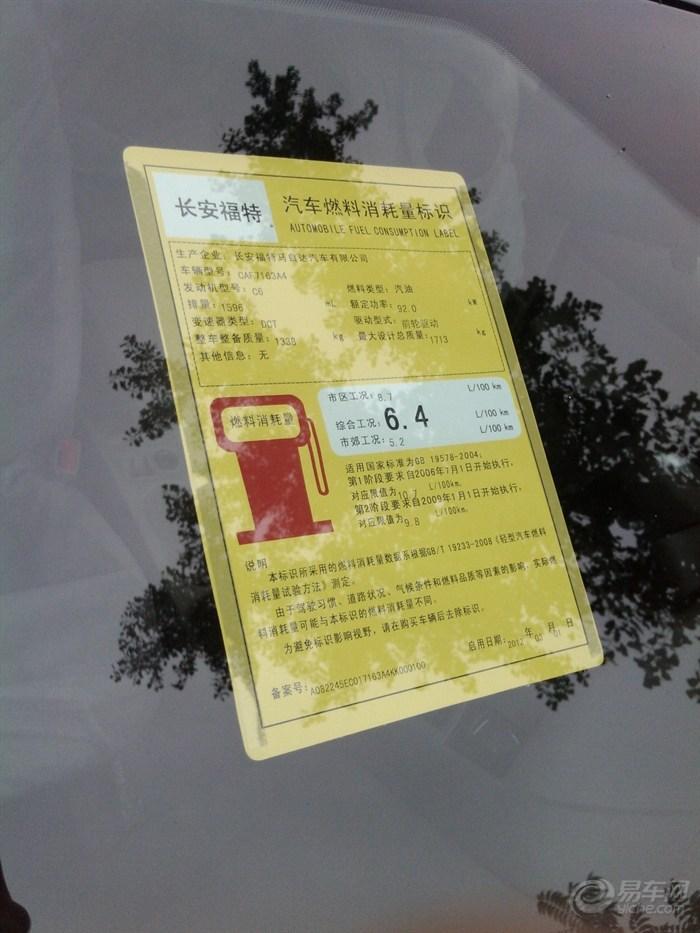 长安福特
汽车燃料消耗量标识
AUTOMOBILE FUEL CONSUMPTION LABEL
生产企业：长安福特马自达汽车有限公司
车辆型号：CAF7163A4
发动机型号：C6 燃料类型：汽油
排量：1596 mL 额定功率：92.0 kW
变速器类型：DCT 驱动型式：前轮驱动
整车整备质量：1338 kg 最大设计总质量：1713 kg
其他信息：无
燃料消耗量
市区工况：8.7 L/100 km
综合工况：6.4 L/100 km
市郊工况：5.2 L/100 km
适用国家标准为GB 19578-2004；
第1阶段要求自2006年7月1日开始执行，
对应限值为10.7 L/100km，
第2阶段要求自2009年1月1日开始执行，
对应限值为9.8 L/100km。
说明
本标识所采用的燃料消耗量数据系根据GB/T 19233-2008《轻型汽车燃料
消耗量试验方法》测定。
由于驾驶习惯、道路状况、气候条件和燃料品质等因素的影响，实际燃
料消耗量可能与本标识的燃料消耗量不同。
为避免标识影响视野，请在购买车辆后去除标识。
启用日期：2012 年 03 月 01 日
备案号：A082245EC017163A4KK000100
易车网
yiche.com